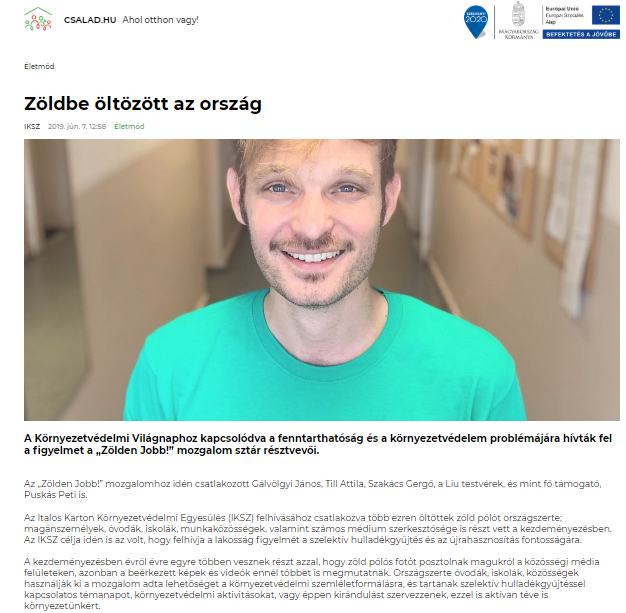 CSALAD.HU Ahol otthon vagy!
SZÉCHENYI 2020
MAGYARORSZÁG KORMÁNYA
Európai Unió
Európai Szociális
Alap
BEFEKTETÉS A JÖVŐBE
Életmód
Zöldbe öltözött az ország
IKSZ 2019. jún. 7. 12:58 Életmód
A Környezetvédelmi Világnaphoz kapcsolódva a fenntarthatóság és a környezetvédelem problémájára hívták fel
a figyelmet a „Zölden Jobb!” mozgalom sztár résztvevői.
Az „Zölden Jobb!” mozgalomhoz idén csatlakozott Gálvölgyi János, Till Attila, Szakács Gergő, a Liu testvérek, és mint fő támogató,
Puskás Peti is.
Az Italos Karton Környezetvédelmi Egyesülés (IKSZ) felhívásához csatlakozva több ezren öltöttek zöld pólót országszerte;
magánszemélyek, óvodák, iskolák, munkaközösségek, valamint számos médium szerkesztősége is részt vett a kezdeményezésben.
Az IKSZ célja idén is az volt, hogy felhívja a lakosság figyelmét a szelektív hulladékgyűjtés és az újrahasznosítás fontosságára.
A kezdeményezésben évről évre egyre többen vesznek részt azzal, hogy zöld pólós fotót posztolnak magukról a közösségi média
felületeken, azonban a beérkezett képek és videók ennél többet is megmutatnak. Országszerte óvodák, iskolák, közösségek
használják ki a mozgalom adta lehetőséget a környezetvédelmi szemléletformálásra, és tartanak szelektív hulladékgyűjtéssel
kapcsolatos témanapot, környezetvédelmi aktivitásokat, vagy éppen kirándulást szervezzenek, ezzel is aktívan téve is
környezetünkért.